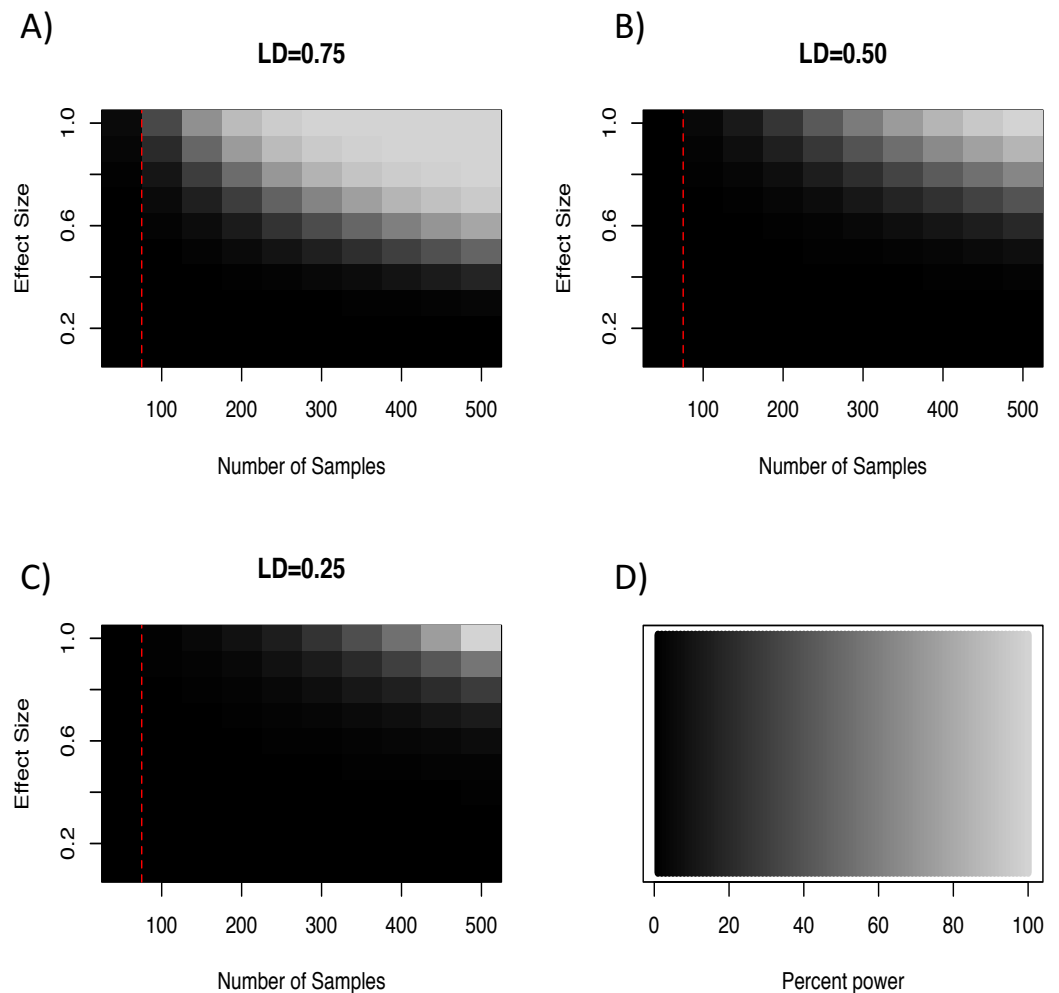 A)
LD=0.75
Effect Size
1.0
0.6
0.2
100 200 300 400 500
Number of Samples
B)
LD=0.50
Effect Size
1.0
0.6
0.2
100 200 300 400 500
Number of Samples
C)
LD=0.25
Effect Size
1.0
0.6
0.2
100 200 300 400 500
Number of Samples
D)
0 20 40 60 80 100
Percent power